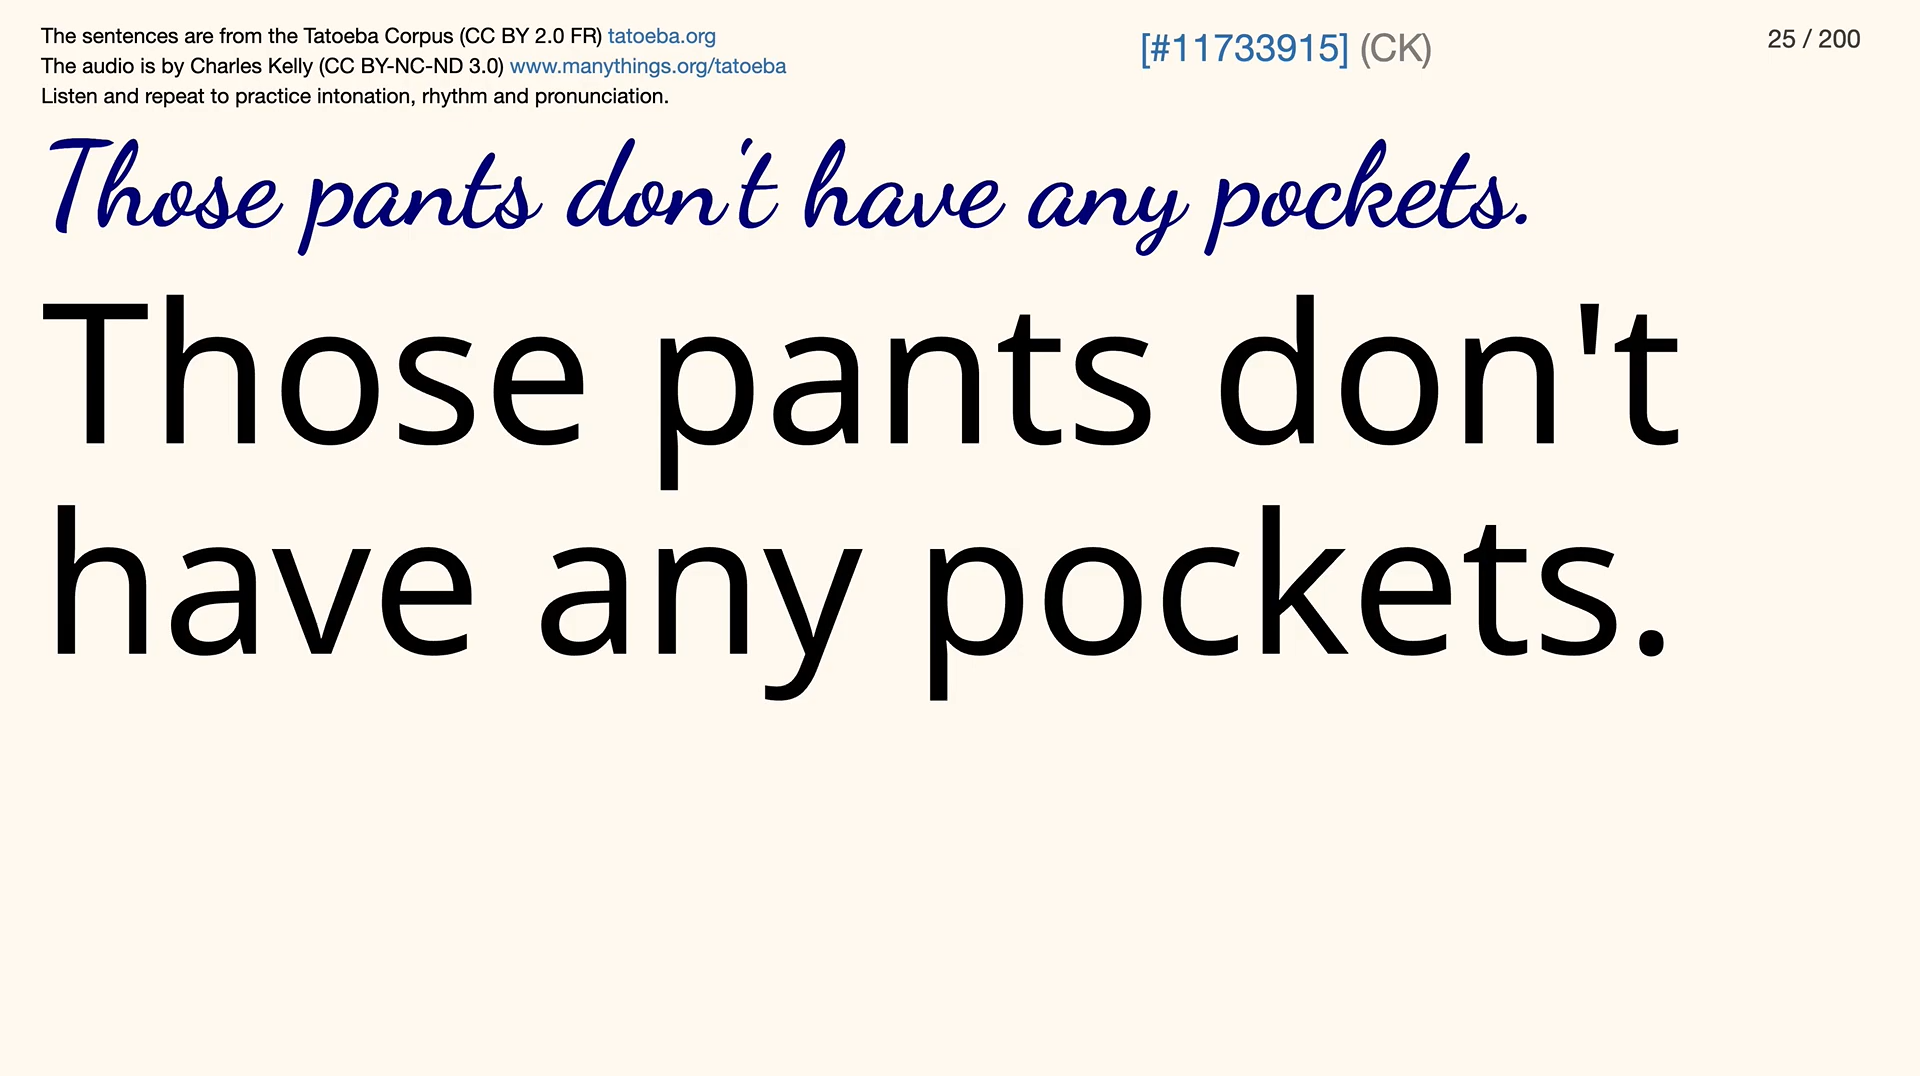 The sentences are from the Tatoeba Corpus (CC BY 2.0 FR) tatoeba.org
The audio is by Charles Kelly (CC BY-NC-ND 3.0) www.manythings.org/tatoeba
Listen and repeat to practice intonation, rhythm and pronunciation.
[#11733915] (CK)
25 / 200
Those pants don't have any pockets.
Those pants don't
have any pockets.